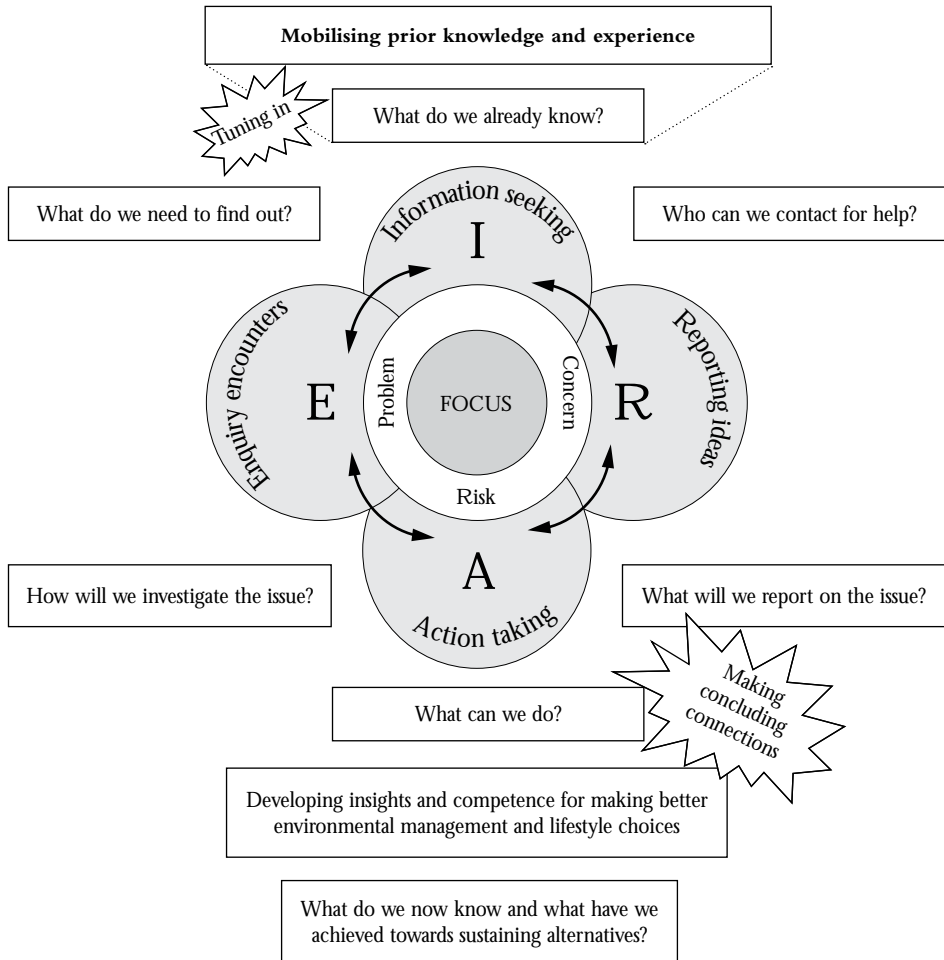 Mobilising prior knowledge and experience
Tuning in
What do we already know?
What do we need to find out?
Who can we contact for help?
Information seeking
I
Enquiry encounters
E
Problem
FOCUS
Concern
R
Reporting ideas
Risk
A
Action taking
How will we investigate the issue?
What will we report on the issue?
Making
concluding
connections
What can we do?
Developing insights and competence for making better
environmental management and lifestyle choices
What do we now know and what have we
achieved towards sustaining alternatives?